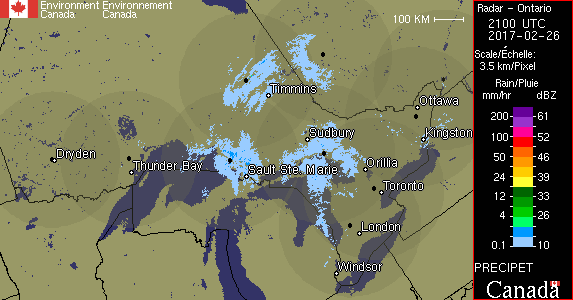 Environment Environnement
Canada Canada
100 KM
Timmins
Ottawa
Sudbury
Kingston
Dryden
Thunder Bay
Sault Ste. Marie
Orillia
Toronto
London
Windsor
Radar - Ontario
2100 UTC
2017-02-26
Scale/Échelle:
3.5 km/Pixel
Rain/Pluie
mm/hr dBZ
200 61
100 52
50 46
24 39
12 33
4 26
0.1 10
PRECIPET
Canada